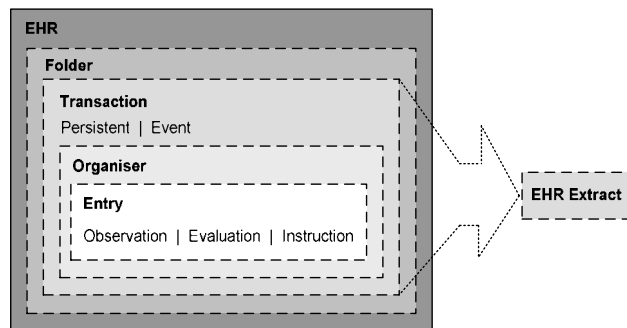 EHR
Folder
Transaction
Persistent | Event
Organiser
Entry
Observation | Evaluation | Instruction
EHR Extract